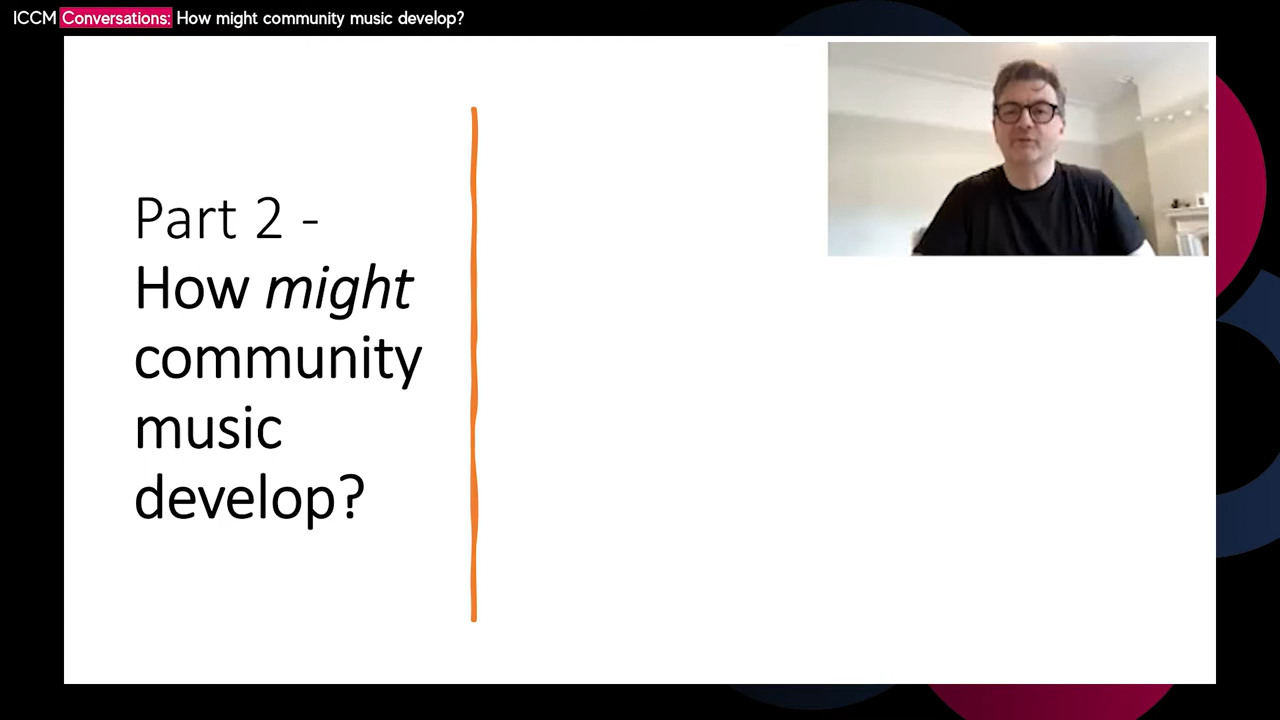 ICCM Conversations: How might community music develop?
Part 2 -
How might
community
music
develop?